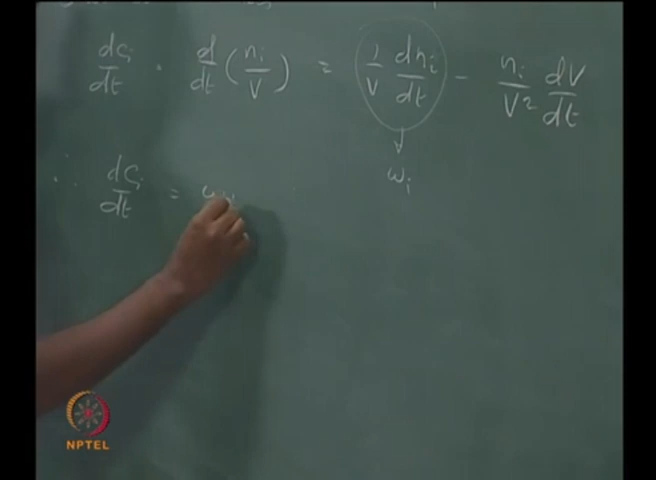 dCi/dt = d/dt (ni/V) = 1/V dni/dt - ni/V² dV/dt
ωi
∴ dCi/dt = ωi
NPTEL